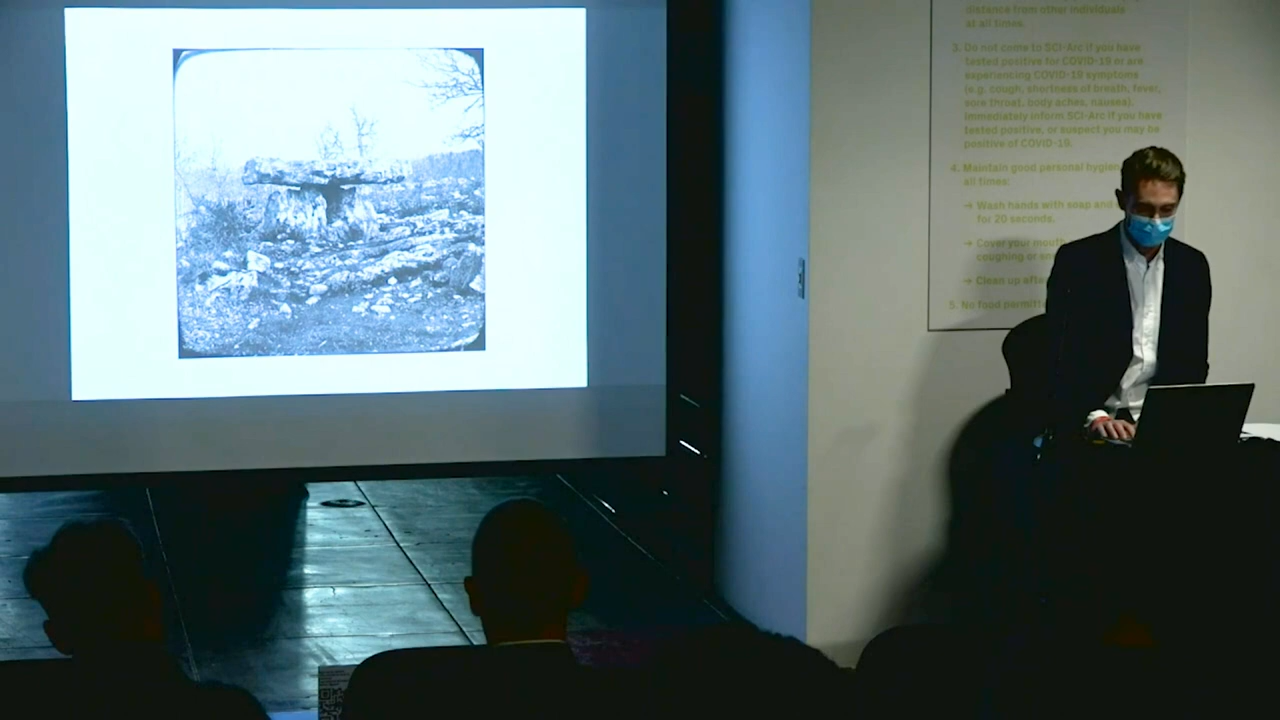 distance from other individuals
at all times.
3. Do not come to SCI-Arc if you have
tested positive for COVID-19 or are
experiencing COVID-19 symptoms
(e.g. cough, shortness of breath, fever,
sore throat, body aches, nausea).
Immediately inform SCI-Arc if you have
tested positive, or suspect you may be
positive of COVID-19.
4. Maintain good personal hygien
all times:
→ Wash hands with soap and
for 20 seconds.
→ Cover your mouth
coughing or
→ Clean up afte
5. No food permitt